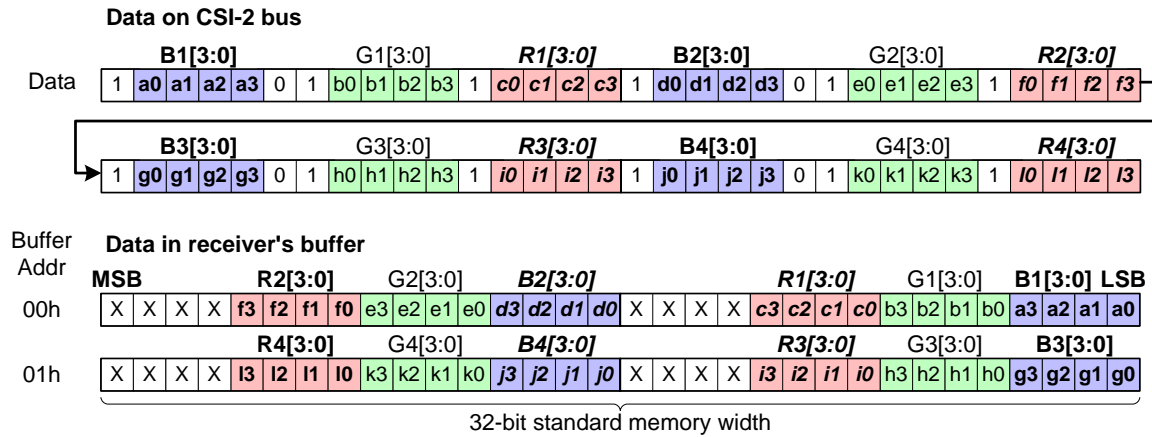 Data on CSI-2 bus
B1[3:0] G1[3:0] R1[3:0] B2[3:0] G2[3:0] R2[3:0]
Data 1 a0 a1 a2 a3 0 1 b0 b1 b2 b3 1 c0 c1 c2 c3 1 d0 d1 d2 d3 0 1 e0 e1 e2 e3 1 f0 f1 f2 f3
B3[3:0] G3[3:0] R3[3:0] B4[3:0] G4[3:0] R4[3:0]
1 g0 g1 g2 g3 0 1 h0 h1 h2 h3 1 i0 i1 i2 i3 1 j0 j1 j2 j3 0 1 k0 k1 k2 k3 1 l0 l1 l2 l3
Buffer Addr
Data in receiver's buffer
MSB R2[3:0] G2[3:0] B2[3:0] R1[3:0] G1[3:0] B1[3:0] LSB
00h X X X X f3 f2 f1 f0 e3 e2 e1 e0 d3 d2 d1 d0 X X X X c3 c2 c1 c0 b3 b2 b1 b0 a3 a2 a1 a0
R4[3:0] G4[3:0] B4[3:0] R3[3:0] G3[3:0] B3[3:0]
01h X X X X l3 l2 l1 l0 k3 k2 k1 k0 j3 j2 j1 j0 X X X X i3 i2 i1 i0 h3 h2 h1 h0 g3 g2 g1 g0
32-bit standard memory width